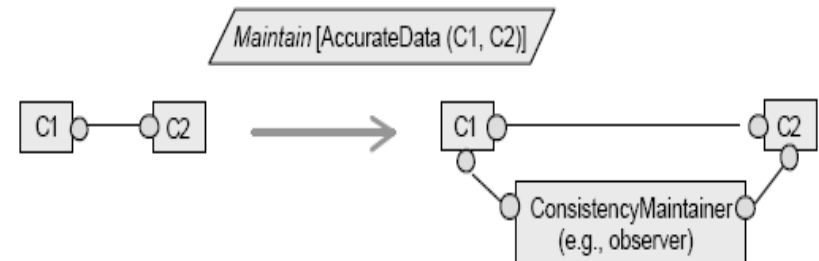 Maintain [AccurateData (C1, C2)]
C1 C2 C1 C2
ConsistencyMaintainer
(e.g., observer)